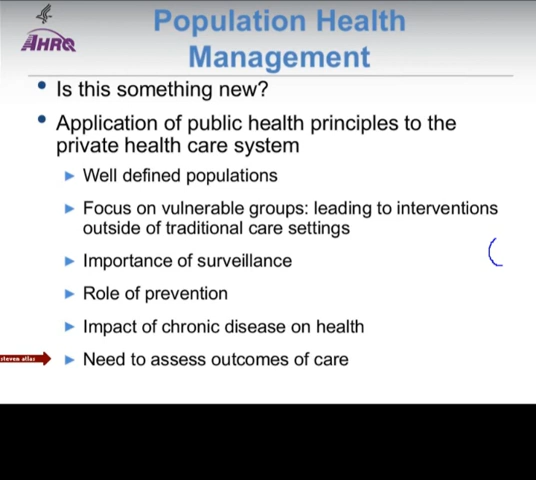 AHRQ
Population Health
Management
Is this something new?
Application of public health principles to the
private health care system
Well defined populations
Focus on vulnerable groups: leading to interventions
outside of traditional care settings
Importance of surveillance
Role of prevention
Impact of chronic disease on health
steven atlas
Need to assess outcomes of care